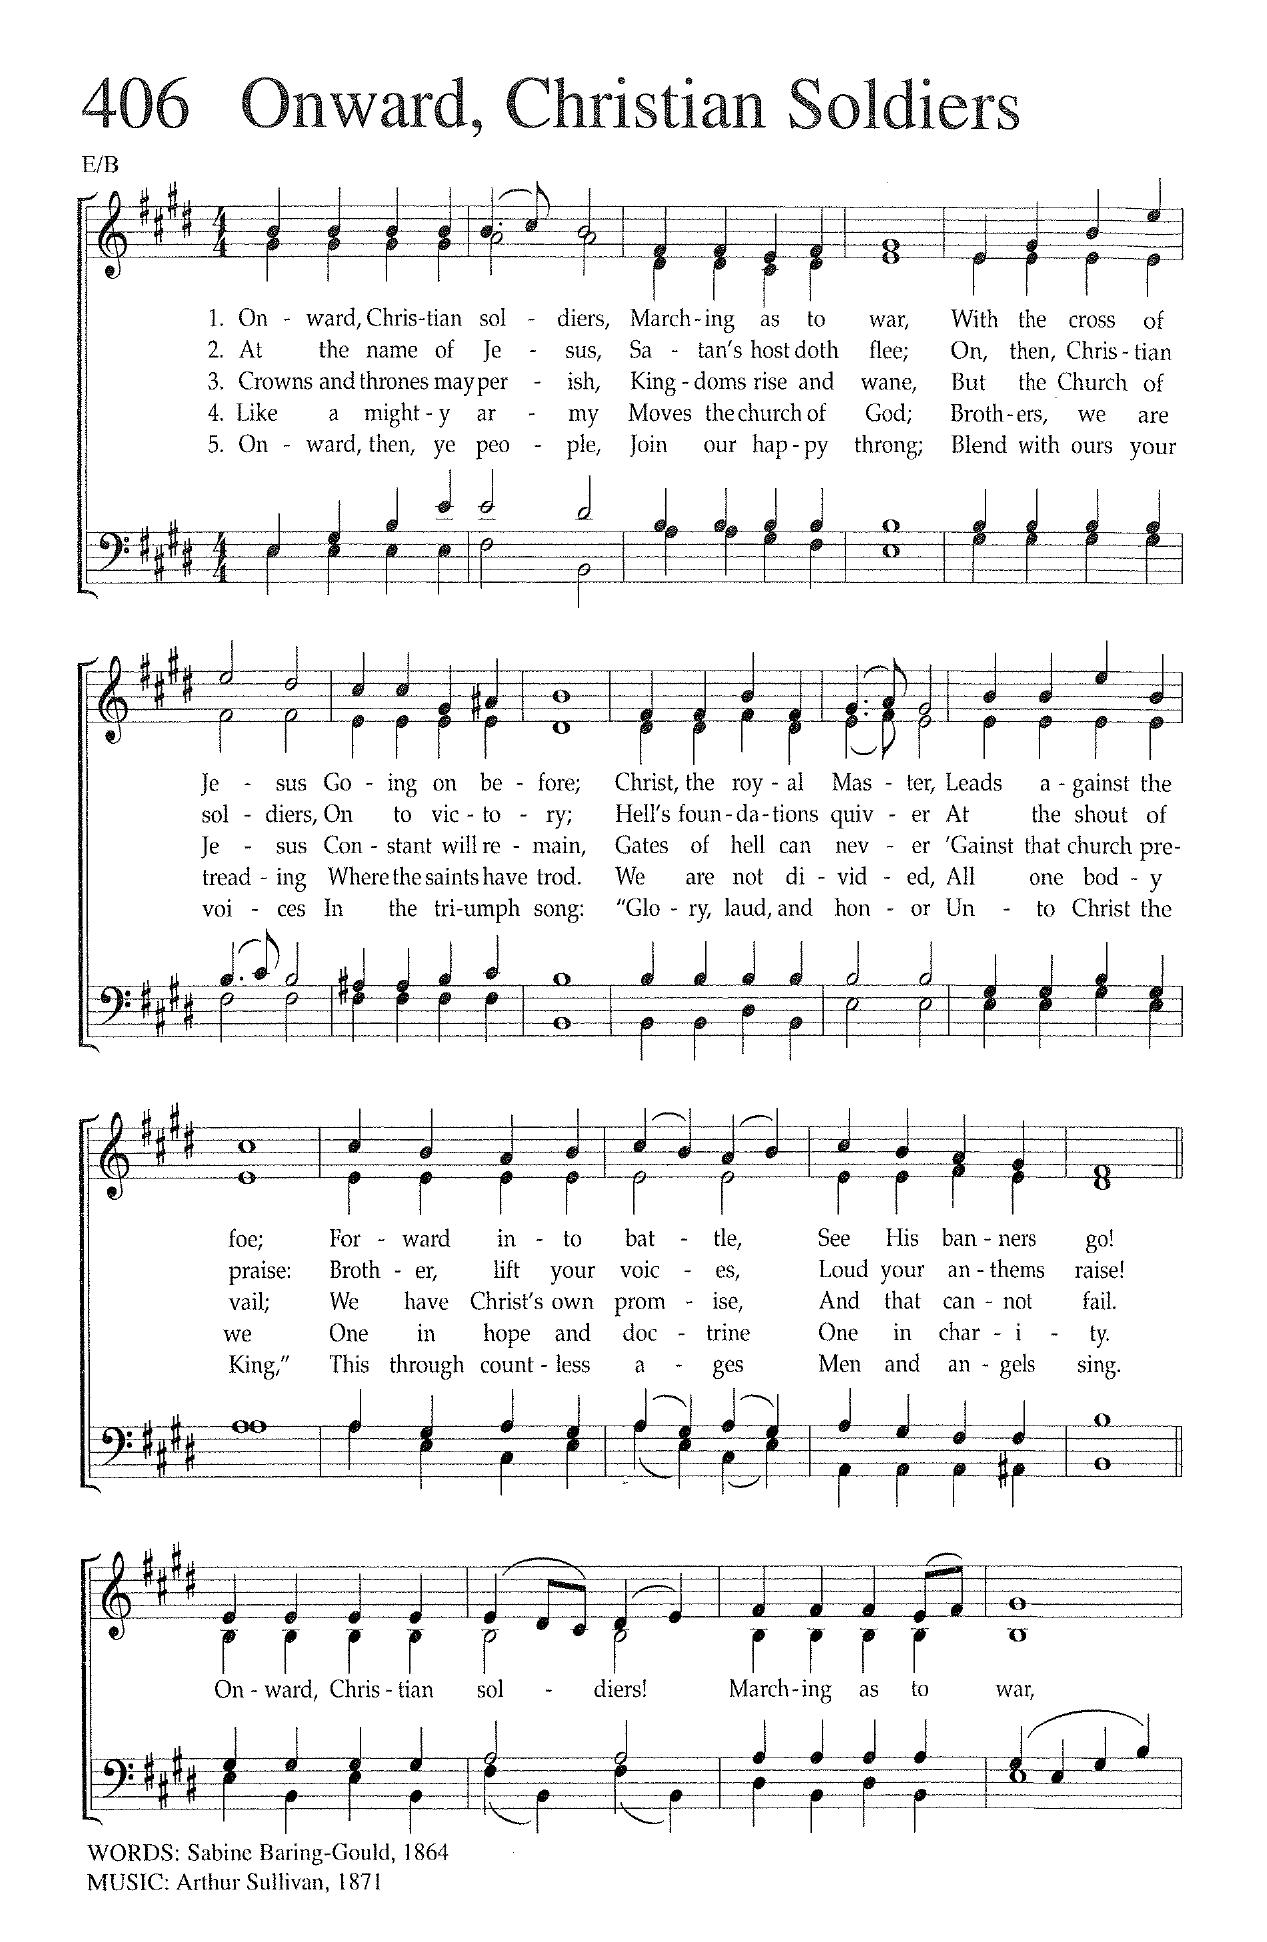 406 Onward, Christian Soldiers
E/B
1. On - ward, Chris-tian sol - diers, March-ing as to war, With the cross of
2. At the name of Je - sus, Sa - tan's host doth flee; On, then, Chris-tian
3. Crowns and thrones may per - ish, King-doms rise and wane, But the Church of
4. Like a might-y ar - my Moves the church of God; Broth-ers, we are
5. On - ward, then, ye peo - ple, Join our hap-py throng; Blend with ours your
Je - sus Go - ing on be - fore; Christ, the roy - al Mas - ter, Leads a - gainst the
sol - diers, On to vic - to - ry; Hell's foun-da-tions quiv - er At the shout of
Je - sus Con - stant will re - main, Gates of hell can nev - er 'Gainst that church pre-
tread - ing Where the saints have trod. We are not di - vid - ed, All one bod - y
voi - ces In the tri-umph song: "Glo - ry, laud, and hon - or Un - to Christ the
foe; For - ward in - to bat - tle, See His ban - ners go!
praise: Broth - er, lift your voic - es, Loud your an - thems raise!
vail; We have Christ's own prom - ise, And that can - not fail.
we One in hope and doc - trine One in char - i - ty.
King," This through count - less a - ges Men and an - gels sing.
On - ward, Chris - tian sol - diers! March-ing as to war,
WORDS: Sabine Baring-Gould, 1864
MUSIC: Arthur Sullivan, 1871